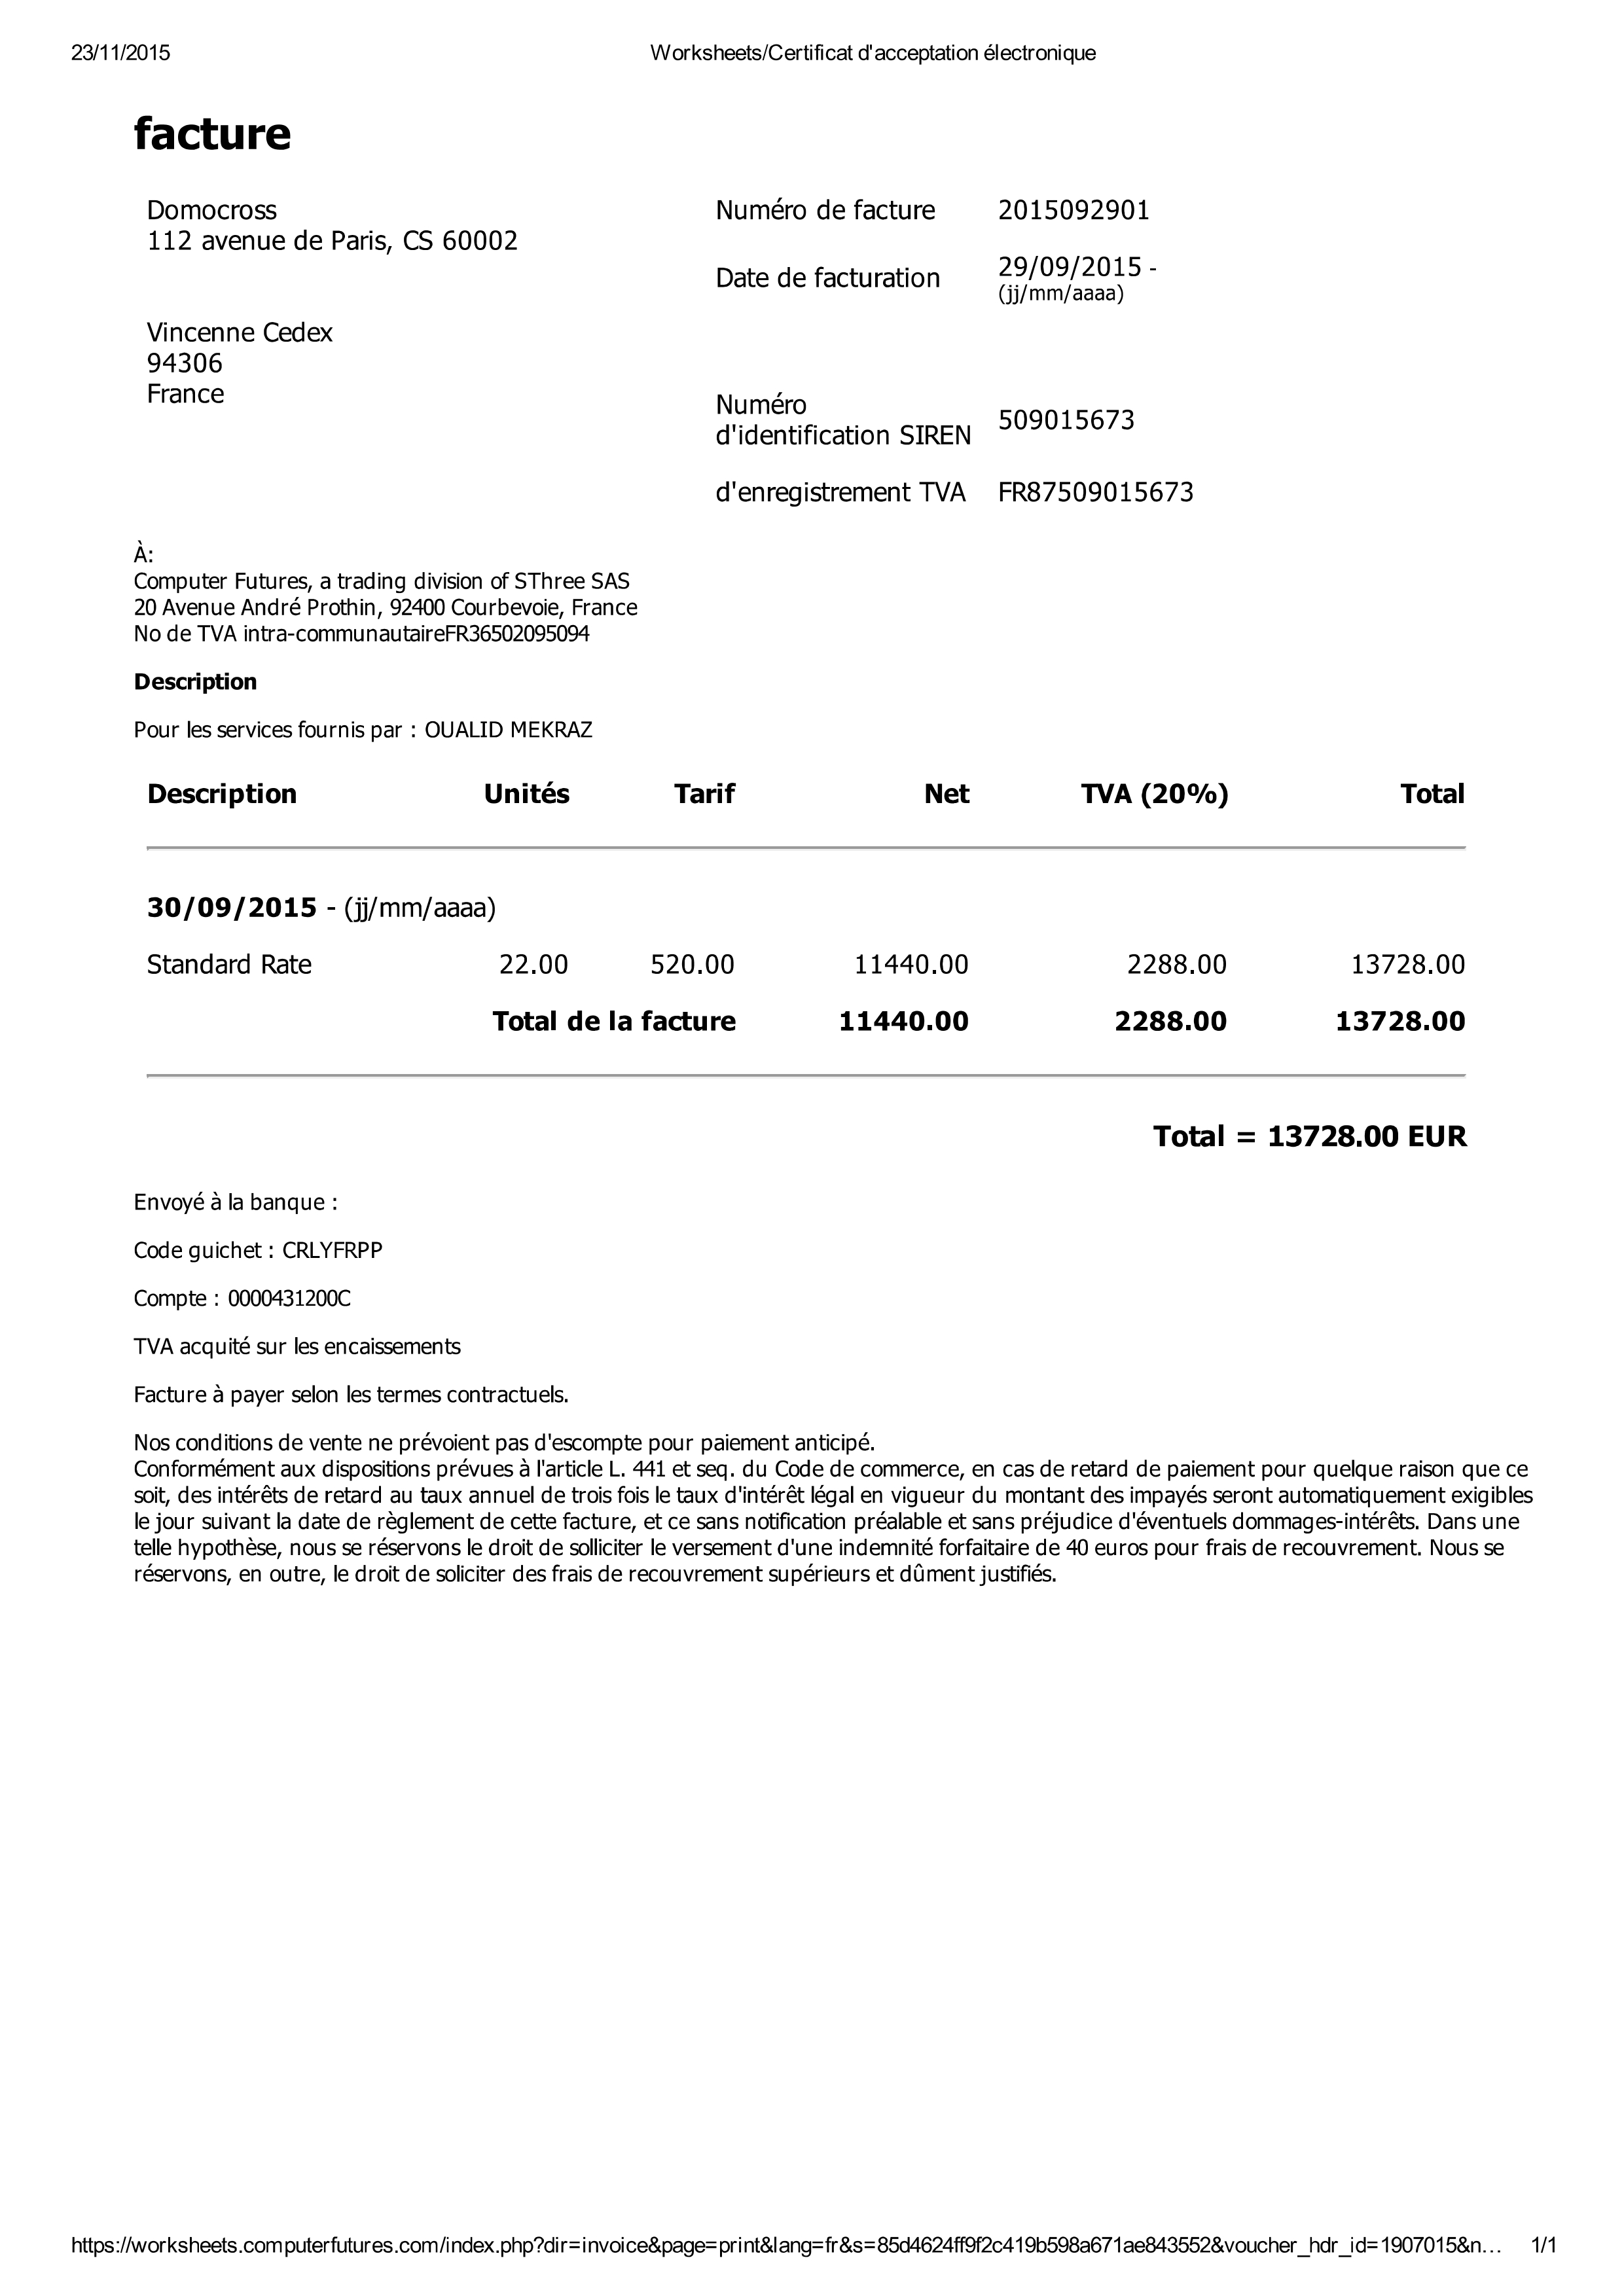 23/11/2015 Worksheets/Certificat d'acceptation électronique
facture
Domocross
112 avenue de Paris, CS 60002
Vincenne Cedex
94306
France
Numéro de facture 2015092901
Date de facturation 29/09/2015 -
(jj/mm/aaaa)
Numéro
d'identification SIREN 509015673
d'enregistrement TVA FR87509015673
À:
Computer Futures, a trading division of SThree SAS
20 Avenue André Prothin, 92400 Courbevoie, France
No de TVA intra-communautaireFR36502095094
Description
Pour les services fournis par : OUALID MEKRAZ
Description Unités Tarif Net TVA (20%) Total
30/09/2015 - (jj/mm/aaaa)
Standard Rate 22.00 520.00 11440.00 2288.00 13728.00
Total de la facture 11440.00 2288.00 13728.00
Total = 13728.00 EUR
Envoyé à la banque :
Code guichet : CRLYFRPP
Compte : 0000431200C
TVA acquité sur les encaissements
Facture à payer selon les termes contractuels.
Nos conditions de vente ne prévoient pas d'escompte pour paiement anticipé.
Conformément aux dispositions prévues à l'article L. 441 et seq. du Code de commerce, en cas de retard de paiement pour quelque raison que ce
soit, des intérêts de retard au taux annuel de trois fois le taux d'intérêt légal en vigueur du montant des impayés seront automatiquement exigibles
le jour suivant la date de règlement de cette facture, et ce sans notification préalable et sans préjudice d'éventuels dommages-intérêts. Dans une
telle hypothèse, nous se réservons le droit de solliciter le versement d'une indemnité forfaitaire de 40 euros pour frais de recouvrement. Nous se
réservons, en outre, le droit de soliciter des frais de recouvrement supérieurs et dûment justifiés.
https://worksheets.computerfutures.com/index.php?dir=invoice&page=print&lang=fr&s=85d4624ff9f2c419b598a671ae843552&voucher_hdr_id=1907015&n… 1/1